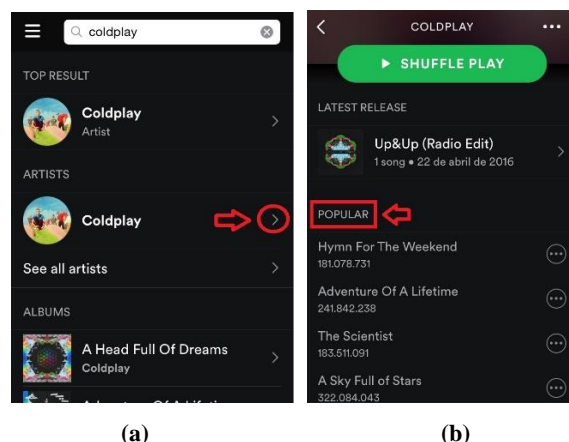 coldplay
TOP RESULT
Coldplay
Artist
ARTISTS
Coldplay
See all artists
ALBUMS
A Head Full Of Dreams
Coldplay
(a)
COLDPLAY
SHUFFLE PLAY
LATEST RELEASE
Up&Up (Radio Edit)
1 song • 22 de abril de 2016
POPULAR
Hymn For The Weekend
181.078.731
Adventure Of A Lifetime
241.842.238
The Scientist
183.511.091
A Sky Full of Stars
322.084.043
(b)